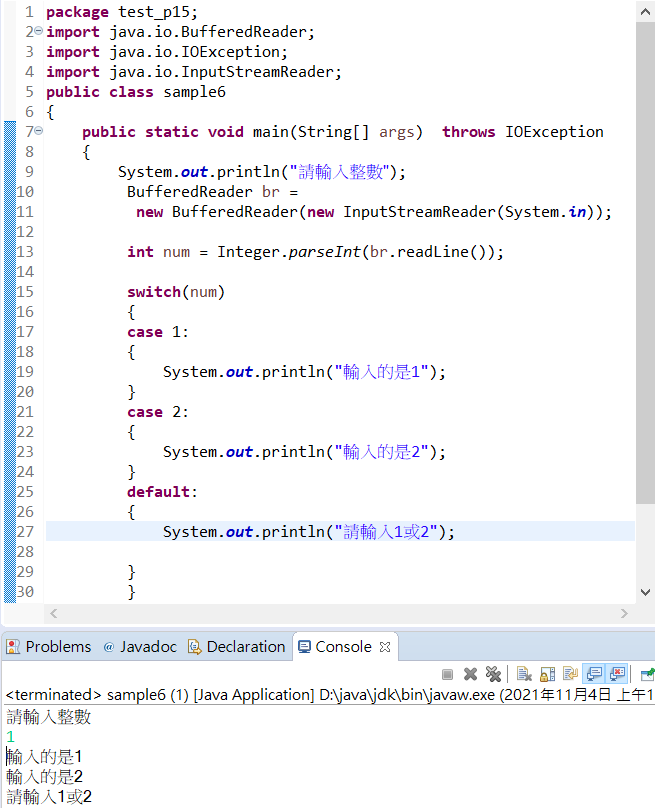 1 package test_p15;
2 import java.io.BufferedReader;
3 import java.io.IOException;
4 import java.io.InputStreamReader;
5 public class sample6
6 {
7 public static void main(String[] args)  throws IOException
8 {
9 System.out.println("請輸入整數");
10 BufferedReader br =
11 new BufferedReader(new InputStreamReader(System.in));
12
13 int num = Integer.parseInt(br.readLine());
14
15 switch(num)
16 {
17 case 1:
18 {
19 System.out.println("輸入的是1");
20 }
21 case 2:
22 {
23 System.out.println("輸入的是2");
24 }
25 default:
26 {
27 System.out.println("請輸入1或2");
28
29 }
30 }
Problems @ Javadoc Declaration Console
<terminated> sample6 (1) [Java Application] D:\java\jdk\bin\javaw.exe (2021年11月4日 上午1
請輸入整數
1
輸入的是1
輸入的是2
請輸入1或2